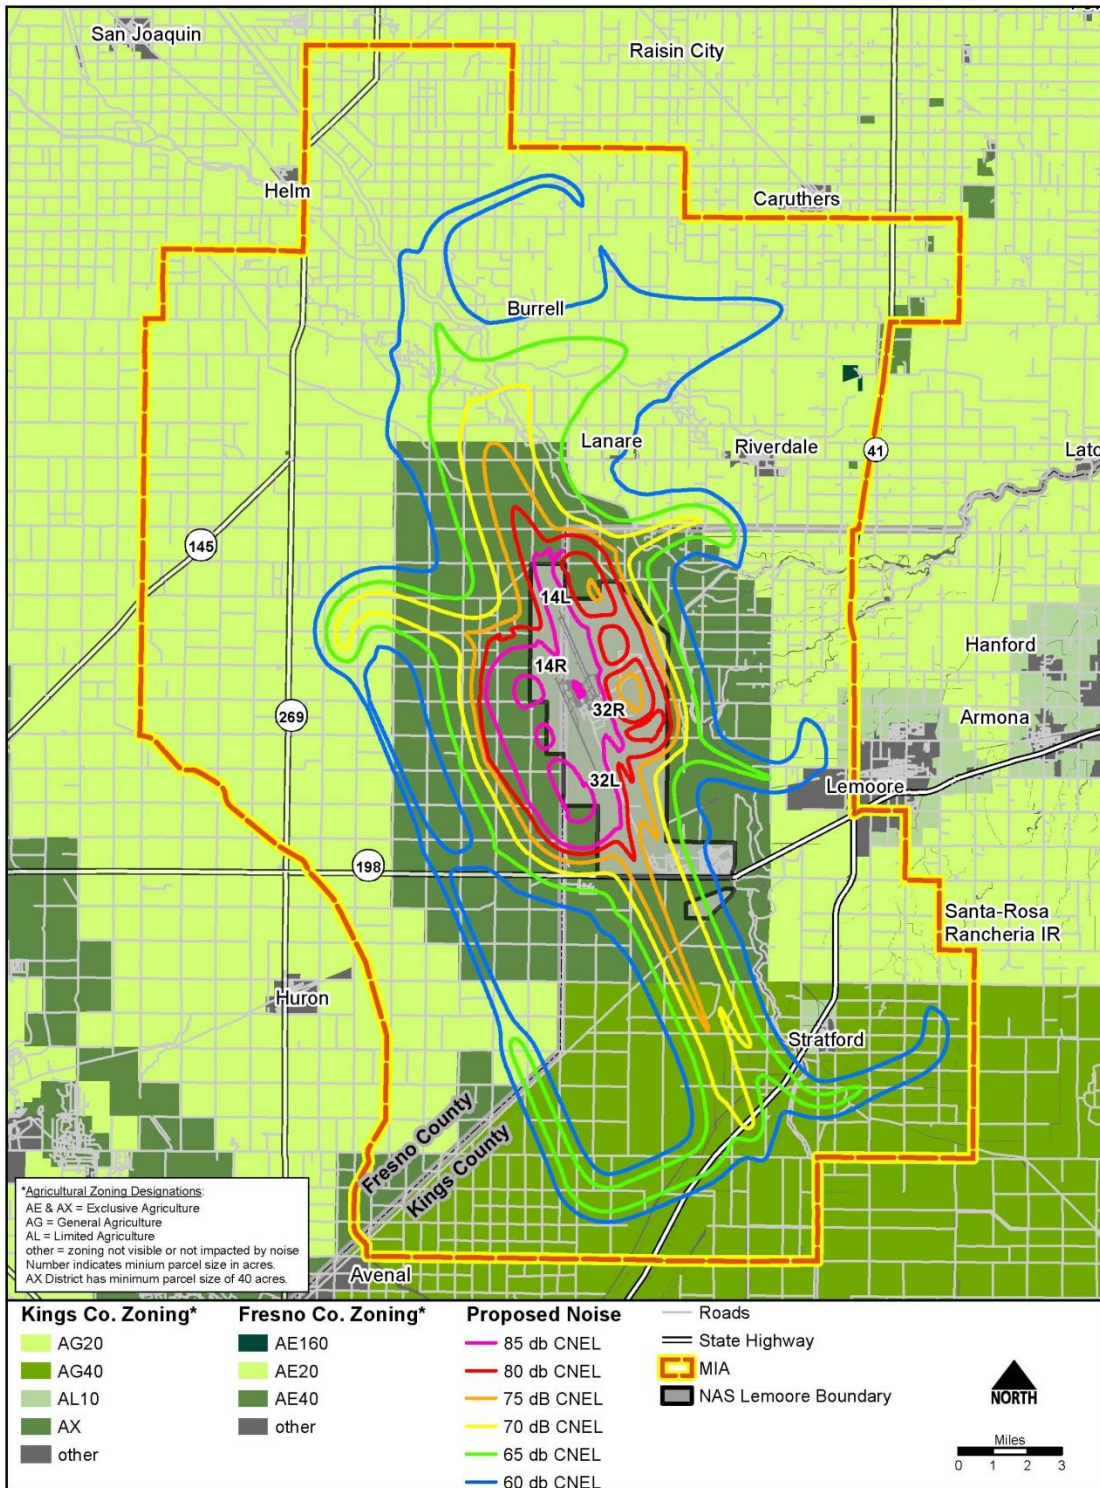 San Joaquin
Raisin City
Helm
Caruthers
Burrell
Lanare
Riverdale
41
145
14L
Hanford
14R
269
32R
Armona
32L
Lemoore
198
Santa-Rosa
Rancheria IR
Huron
Stratford
Fresno County
Kings County
*Agricultural Zoning Designations:
AE & AX = Exclusive Agriculture
AG = General Agriculture
AL = Limited Agriculture
other = zoning not visible or not impacted by noise
Number indicates minium parcel size in acres.
AX District has minimum parcel size of 40 acres.
Avenal
Kings Co. Zoning*
AG20
AG40
AL10
AX
other
Fresno Co. Zoning*
AE160
AE20
AE40
other
Proposed Noise
85 db CNEL
80 db CNEL
75 dB CNEL
70 dB CNEL
65 db CNEL
60 db CNEL
Roads
State Highway
MIA
NAS Lemoore Boundary
NORTH
Miles
0 1 2 3